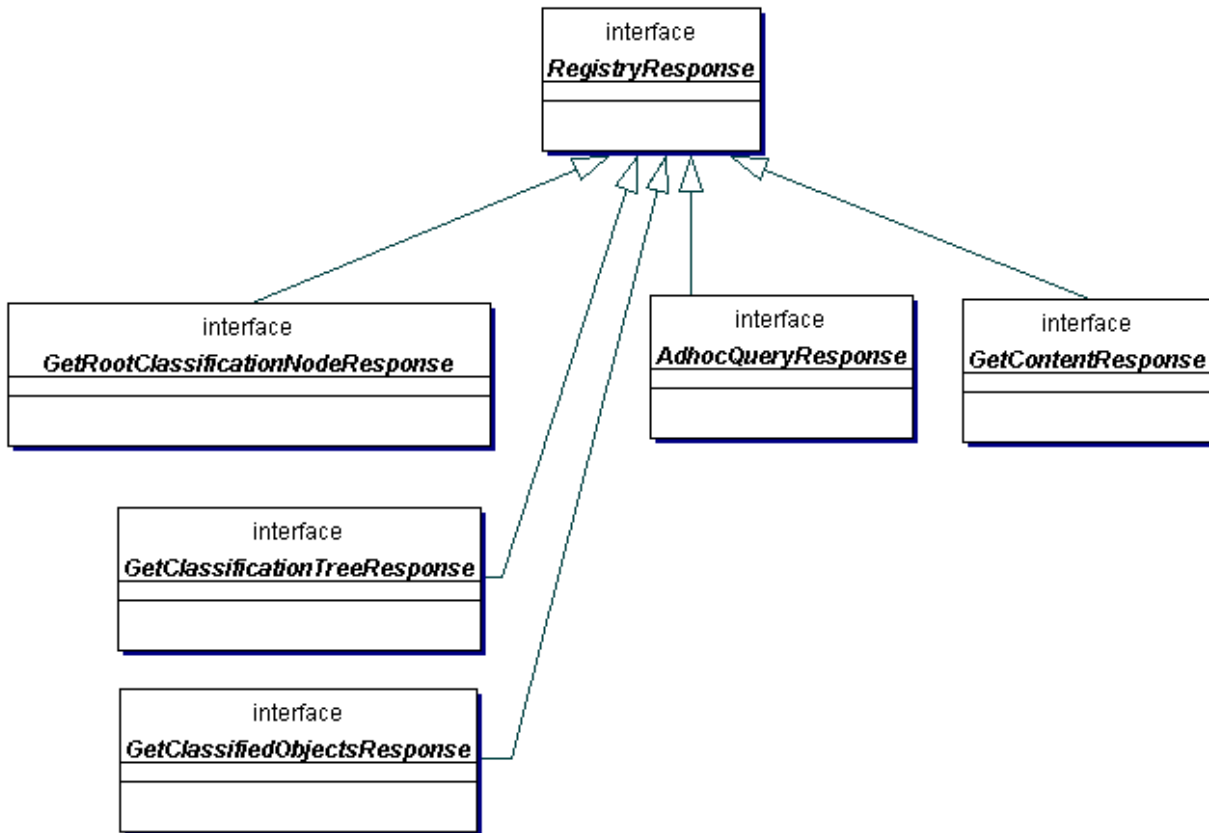 interface
RegistryResponse
interface
GetRootClassificationNodeResponse
interface
AdhocQueryResponse
interface
GetContentResponse
interface
GetClassificationTreeResponse
interface
GetClassifiedObjectsResponse